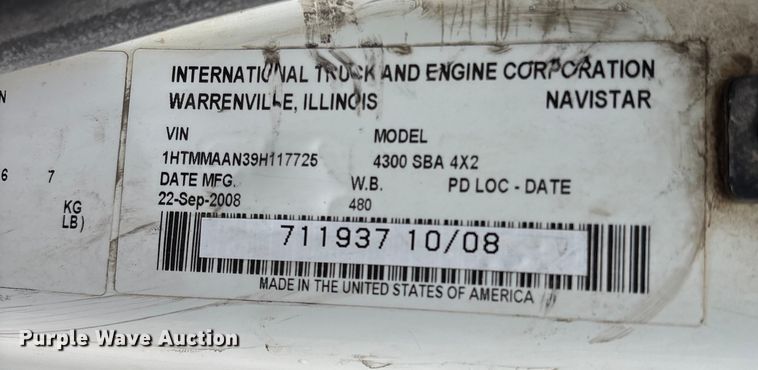 INTERNATIONAL TRUCK AND ENGINE CORPORATION
WARRENVILLE, ILLINOIS NAVISTAR
N
VIN MODEL
1HTMMAAN39H117725 4300 SBA 4X2
6 7
DATE MFG. W.B. PD LOC - DATE
22-Sep-2008 480
KG
LB)
711937 10/08
MADE IN THE UNITED STATES OF AMERICA
Purple Wave Auction